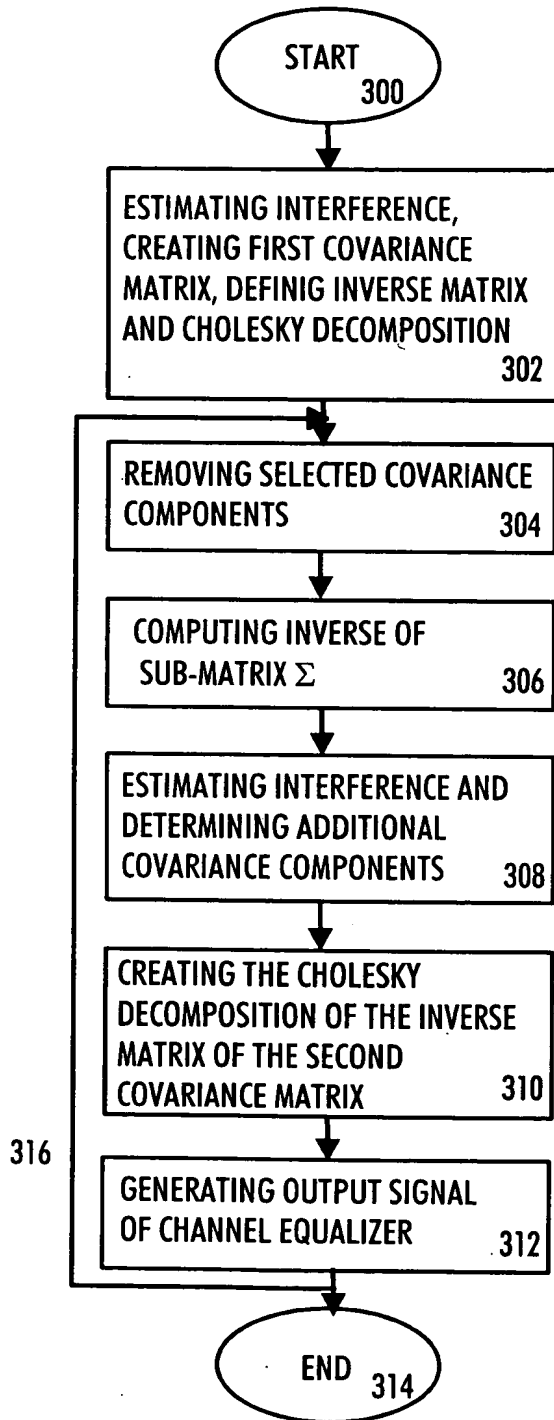 START
300
ESTIMATING INTERFERENCE,
CREATING FIRST COVARIANCE
MATRIX, DEFINIG INVERSE MATRIX
AND CHOLESKY DECOMPOSITION
302
REMOVING SELECTED COVARIANCE
COMPONENTS
304
COMPUTING INVERSE OF
SUB-MATRIX Σ
306
ESTIMATING INTERFERENCE AND
DETERMINING ADDITIONAL
COVARIANCE COMPONENTS
308
CREATING THE CHOLESKY
DECOMPOSITION OF THE INVERSE
MATRIX OF THE SECOND
COVARIANCE MATRIX
310
316
GENERATING OUTPUT SIGNAL
OF CHANNEL EQUALIZER
312
END
314